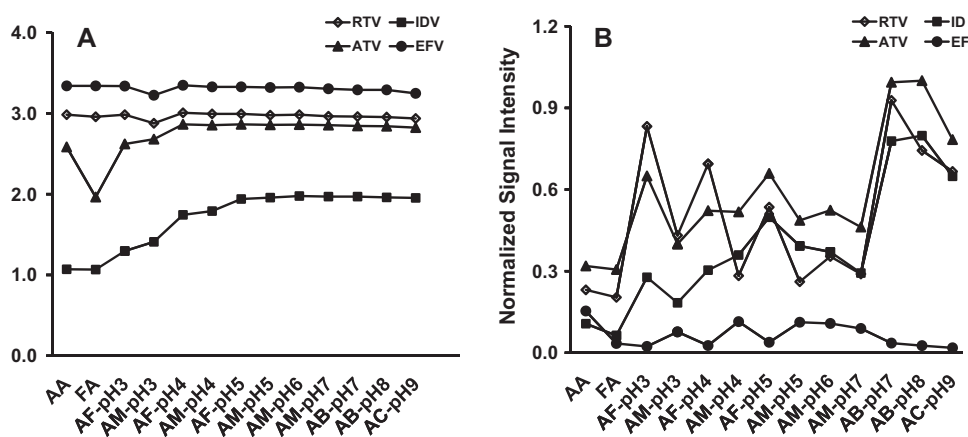 A
RTV IDV
ATV EFV
4.0
3.0
2.0
1.0
0.0
AA FA AF-pH3 AM-pH3 AF-pH4 AM-pH4 AF-pH5 AM-pH5 AM-pH6 AM-pH7 AB-pH7 AB-pH8 AC-pH9
B
RTV ID
ATV EF
Normalized Signal Intensity
1.2
0.9
0.6
0.3
0.0
AA FA AF-pH3 AM-pH3 AF-pH4 AM-pH4 AF-pH5 AM-pH5 AM-pH6 AM-pH7 AB-pH7 AB-pH8 AC-pH9